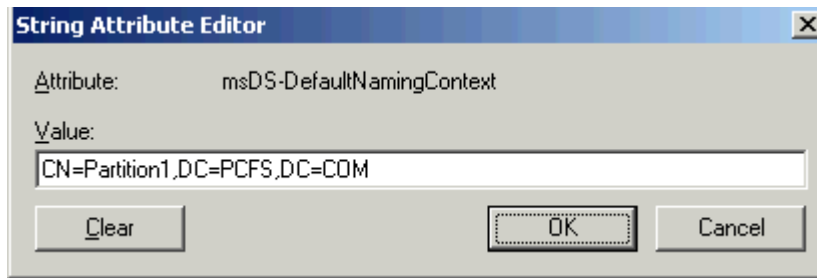 String Attribute Editor
Attribute: msDS-DefaultNamingContext
Value:
CN=Partition1,DC=PCFS,DC=COM
Clear OK Cancel